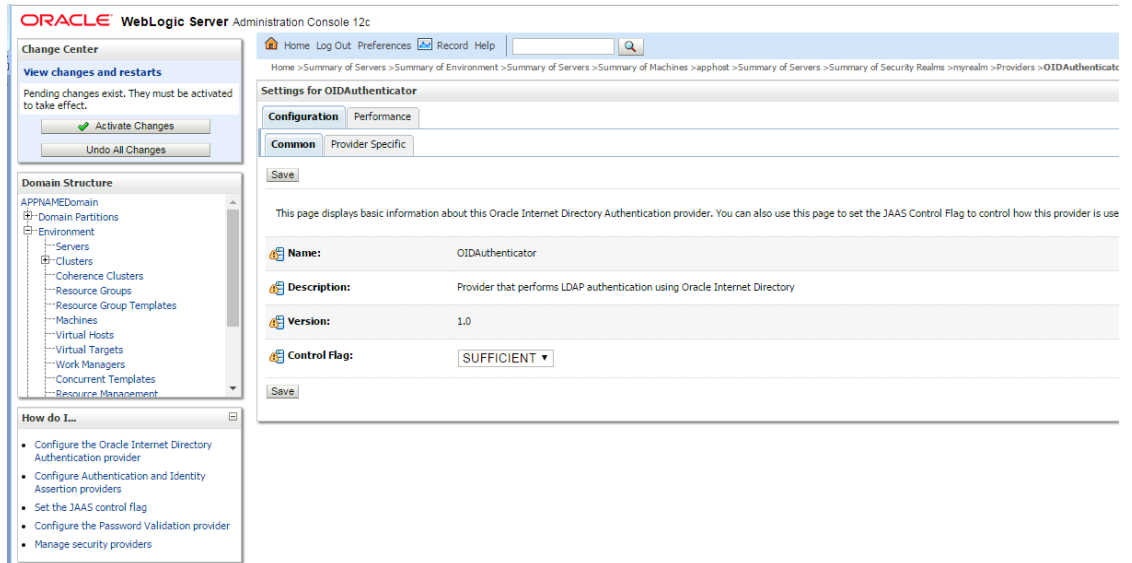 ORACLE WebLogic Server Administration Console 12c
Change Center
View changes and restarts
Pending changes exist. They must be activated
to take effect.
Activate Changes
Undo All Changes
Domain Structure
APPNAMEDomain
Domain Partitions
Environment
Servers
Clusters
Coherence Clusters
Resource Groups
Resource Group Templates
Machines
Virtual Hosts
Virtual Targets
Work Managers
Concurrent Templates
Resource Management
How do I...
Configure the Oracle Internet Directory
Authentication provider
Configure Authentication and Identity
Assertion providers
Set the JAAS control flag
Configure the Password Validation provider
Manage security providers
Home Log Out Preferences Record Help
Home >Summary of Servers >Summary of Environment >Summary of Servers >Summary of Machines >apphost >Summary of Servers >Summary of Security Realms >myrealm >Providers >OIDAuthenticato
Settings for OIDAuthenticator
Configuration Performance
Common Provider Specific
Save
This page displays basic information about this Oracle Internet Directory Authentication provider. You can also use this page to set the JAAS Control Flag to control how this provider is use
Name: OIDAuthenticator
Description: Provider that performs LDAP authentication using Oracle Internet Directory
Version: 1.0
Control Flag: SUFFICIENT
Save